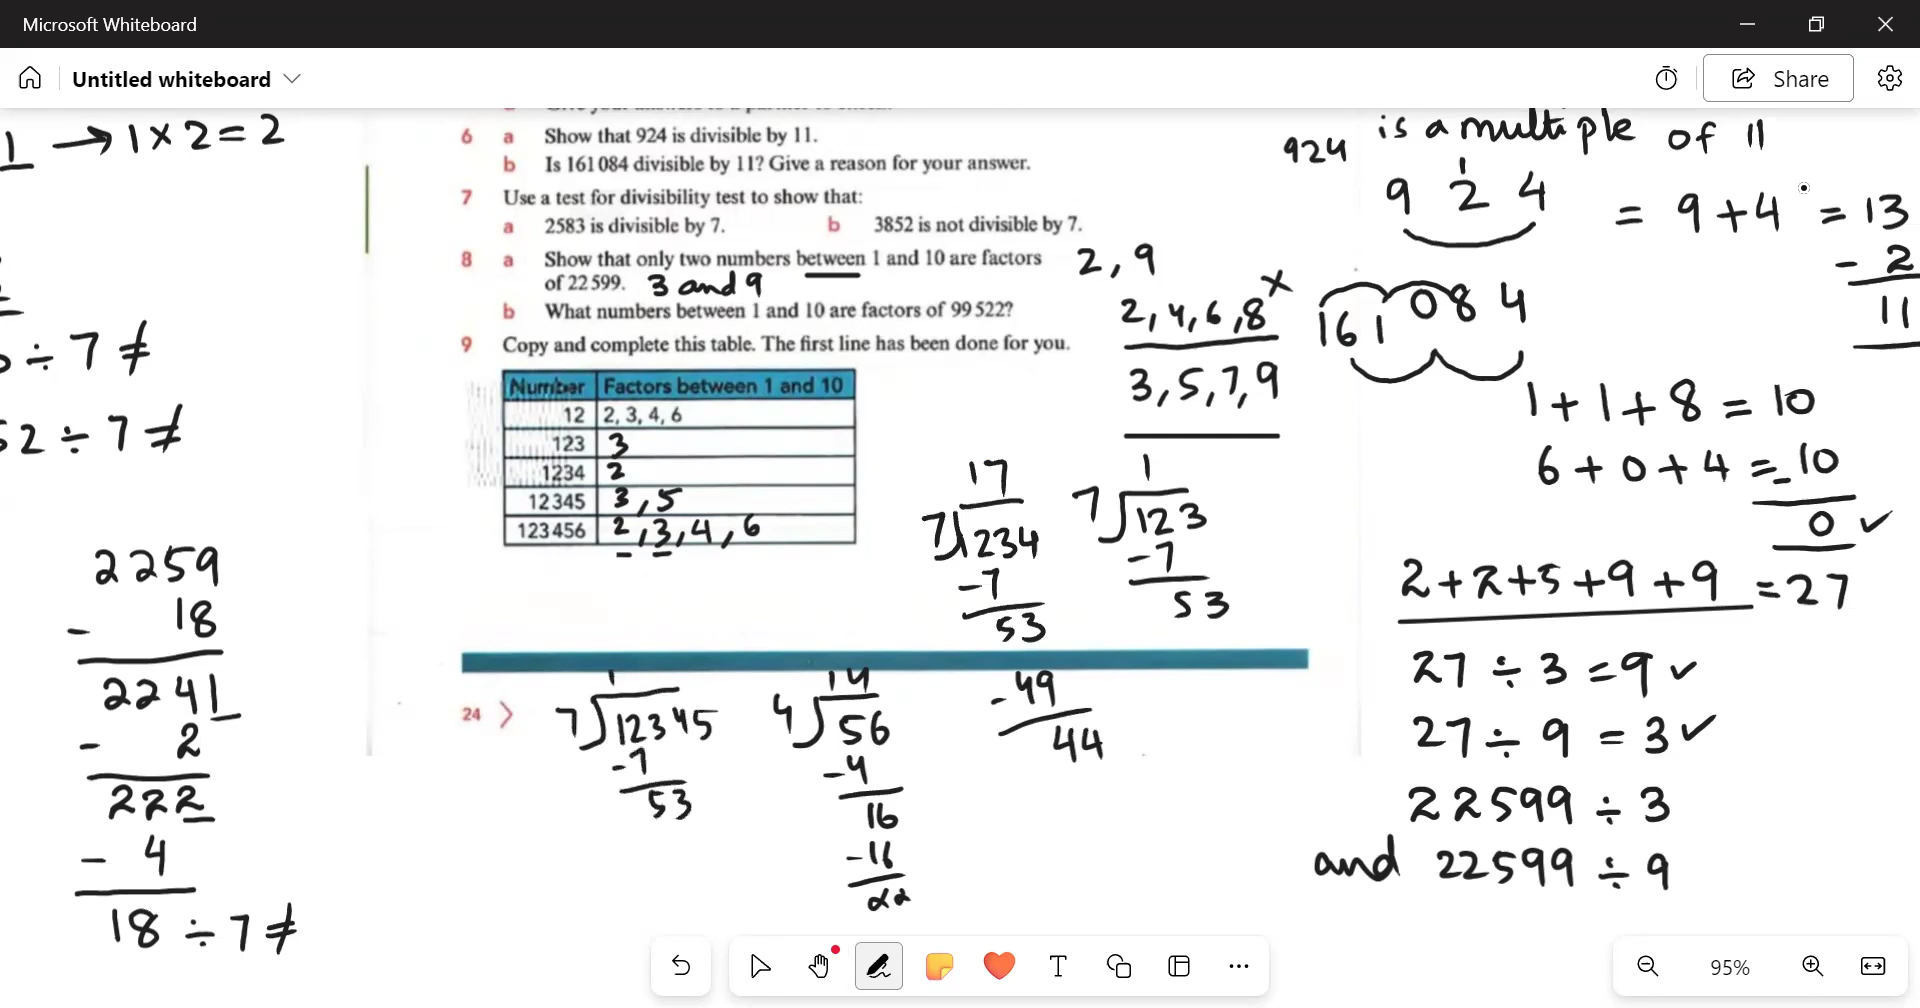 Microsoft Whiteboard
Untitled whiteboard
Share
1 → 1 × 2 = 2
÷ 7 ≠
52 ÷ 7 ≠
2259
- 18
2241
- 2
222
- 4
18 ÷ 7 ≠
6 a Show that 924 is divisible by 11.
b Is 161 084 divisible by 11? Give a reason for your answer.
7 Use a test for divisibility test to show that:
a 2583 is divisible by 7. b 3852 is not divisible by 7.
8 a Show that only two numbers between 1 and 10 are factors
of 22 599. 3 and 9
b What numbers between 1 and 10 are factors of 99 522?
9 Copy and complete this table. The first line has been done for you.
Number Factors between 1 and 10
12 2, 3, 4, 6
123 3
1234 2
12345 3, 5
123456 2, 3, 4, 6
24
2, 9
2, 4, 6, 8 ×
3, 5, 7, 9
17
7 1234
-7
53
-49
44
1
7 123
-7
53
1
7 12345
-7
53
14
4 56
-4
16
-16
924 is a multiple of 11
1
9 2 4 = 9 + 4 = 13
- 2
11
161 084
1 + 1 + 8 = 10
6 + 0 + 4 = - 10
0 ✓
2 + 2 + 5 + 9 + 9 = 27
27 ÷ 3 = 9 ✓
27 ÷ 9 = 3 ✓
22599 ÷ 3
and 22599 ÷ 9
95%